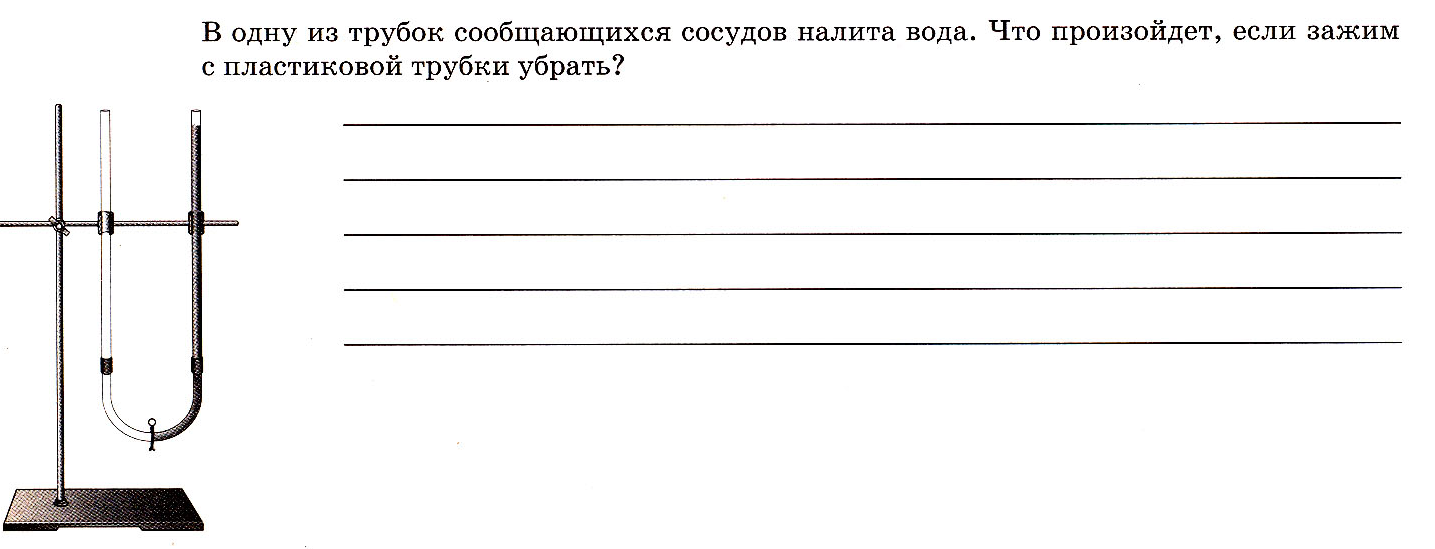 В одну из трубок сообщающихся сосудов налита вода. Что произойдет, если зажим
с пластиковой трубки убрать?